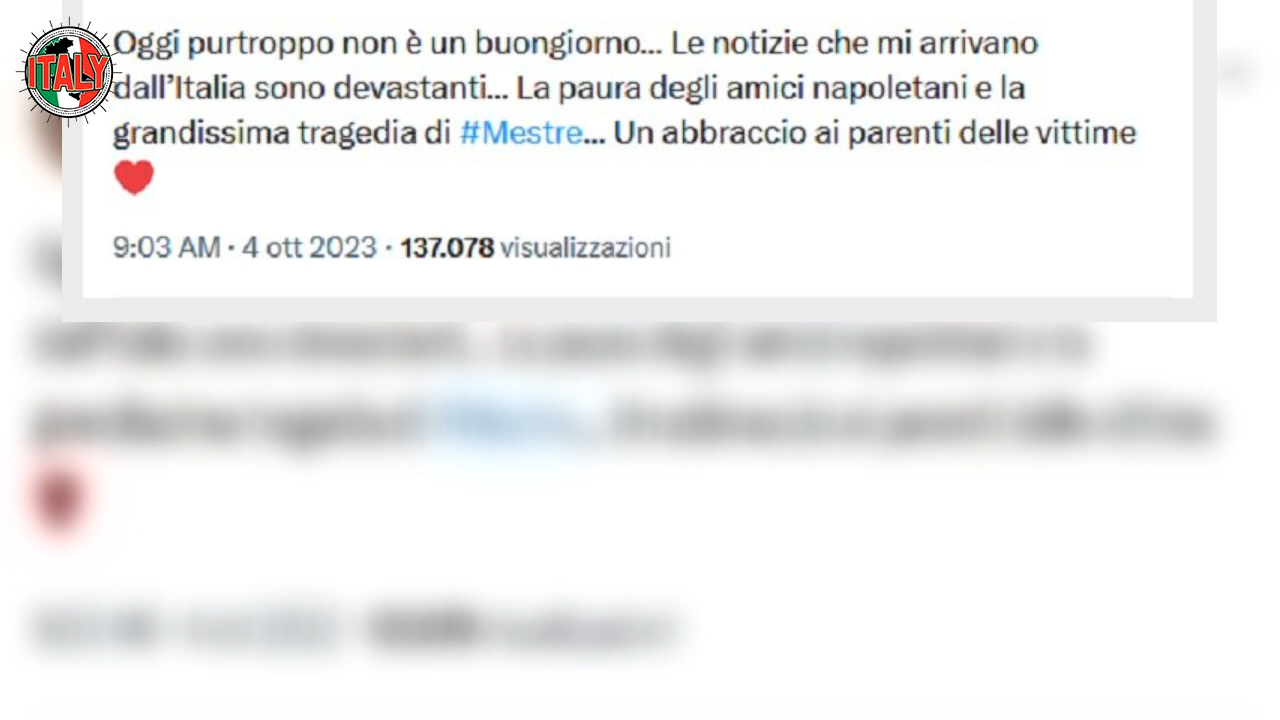 ITALY
Oggi purtroppo non è un buongiorno... Le notizie che mi arrivano
dall’Italia sono devastanti... La paura degli amici napoletani e la
grandissima tragedia di #Mestre... Un abbraccio ai parenti delle vittime
❤️
9:03 AM · 4 ott 2023 · 137.078 visualizzazioni